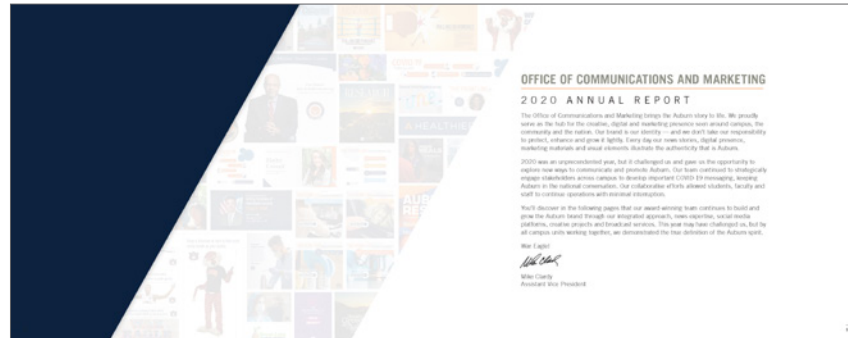 OFFICE OF COMMUNICATIONS AND MARKETING
2020 ANNUAL REPORT
The Office of Communications and Marketing brings the Auburn story to life. We proudly
serve as the hub for the creative, digital and marketing presence seen around campus, the
community and the nation. Our brand is our identity — and we don't take our responsibility
to protect, enhance and grow it lightly. Every day our news stories, digital presence,
marketing materials and visual elements illustrate the authenticity that is Auburn.
2020 was an unprecedented year, but it challenged us and gave us the opportunity to
explore new ways to communicate and promote Auburn. Our team continued to strategically
engage stakeholders across campus to develop important COVID-19 messaging, keeping
Auburn in the national conversation. Our collaborative efforts allowed students, faculty and
staff to continue operations with minimal interruption.
You'll discover in the following pages that our award-winning team continues to build and
grow the Auburn brand through our integrated approach, news expertise, social media
platforms, creative projects and broadcast services. This year may have challenged us, but by
all campus units working together, we demonstrated the true definition of the Auburn spirit.
War Eagle!
Mike Clardy
Assistant Vice President
A HEALTHIER